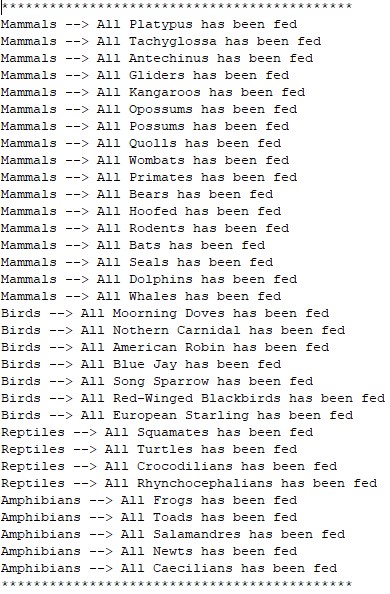 ********************************************
Mammals --> All Platypus has been fed
Mammals --> All Tachyglossa has been fed
Mammals --> All Antechinus has been fed
Mammals --> All Gliders has been fed
Mammals --> All Kangaroos has been fed
Mammals --> All Opossums has been fed
Mammals --> All Possums has been fed
Mammals --> All Quolls has been fed
Mammals --> All Wombats has been fed
Mammals --> All Primates has been fed
Mammals --> All Bears has been fed
Mammals --> All Hoofed has been fed
Mammals --> All Rodents has been fed
Mammals --> All Bats has been fed
Mammals --> All Seals has been fed
Mammals --> All Dolphins has been fed
Mammals --> All Whales has been fed
Birds --> All Moorning Doves has been fed
Birds --> All Nothern Carnidal has been fed
Birds --> All American Robin has been fed
Birds --> All Blue Jay has been fed
Birds --> All Song Sparrow has been fed
Birds --> All Red-Winged Blackbirds has been fed
Birds --> All European Starling has been fed
Reptiles --> All Squamates has been fed
Reptiles --> All Turtles has been fed
Reptiles --> All Crocodilians has been fed
Reptiles --> All Rhynchocephalians has been fed
Amphibians --> All Frogs has been fed
Amphibians --> All Toads has been fed
Amphibians --> All Salamandres has been fed
Amphibians --> All Newts has been fed
Amphibians --> All Caecilians has been fed
********************************************